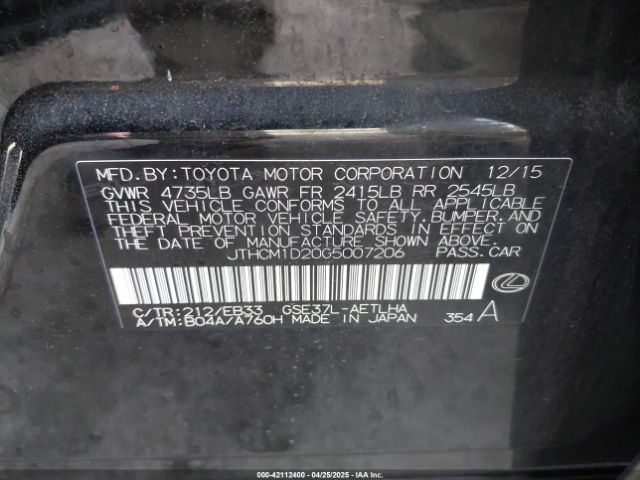 MFD.BY:TOYOTA MOTOR CORPORATION 12/15
GVWR 4735LB GAWR FR 2415LB RR 2545LB
THIS VEHICLE CONFORMS TO ALL APPLICABLE
FEDERAL MOTOR VEHICLE SAFETY,BUMPER,AND
THEFT PREVENTION STANDARDS IN EFFECT ON
THE DATE OF MANUFACTURE SHOWN ABOVE.
JTHCM1D20G5007206 PASS.CAR
C/TR:212/EB33 GSE37L-AETLHA
A/TM:B04A/A760H MADE IN JAPAN 354 A
000-42112400 - 04/25/2025 - IAAI.COM